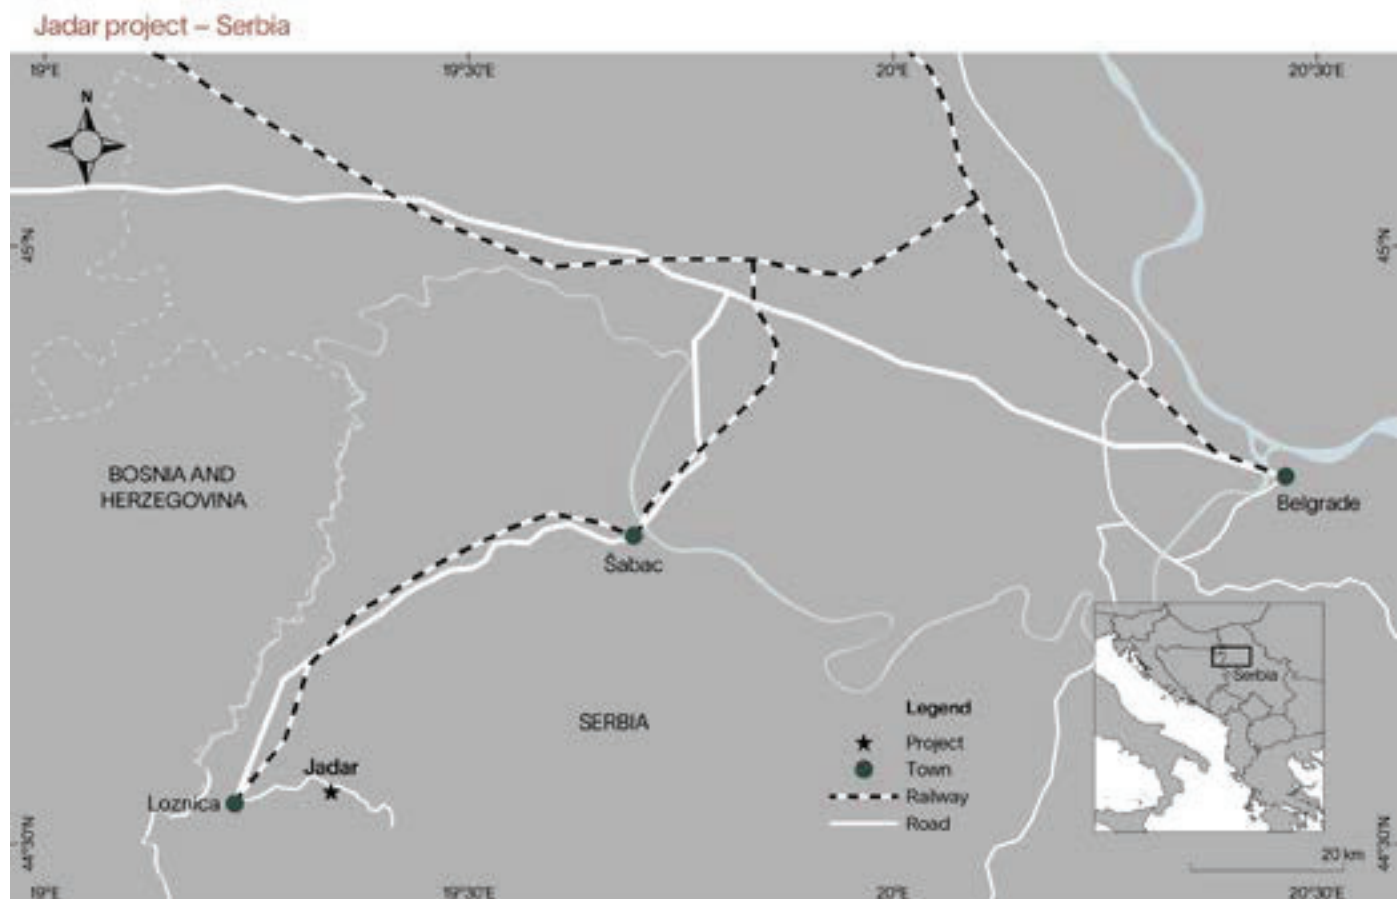 Jadar project – Serbia
19°E
19°30'E
20°E
20°30'E
N
45°N
45°N
BOSNIA AND
HERZEGOVINA
Belgrade
Šabac
Serbia
SERBIA
Legend
Project
Town
Railway
Road
Jadar
Loznica
44°30'N
44°30'N
20 km
19°E
19°30'E
20°E
20°30'E